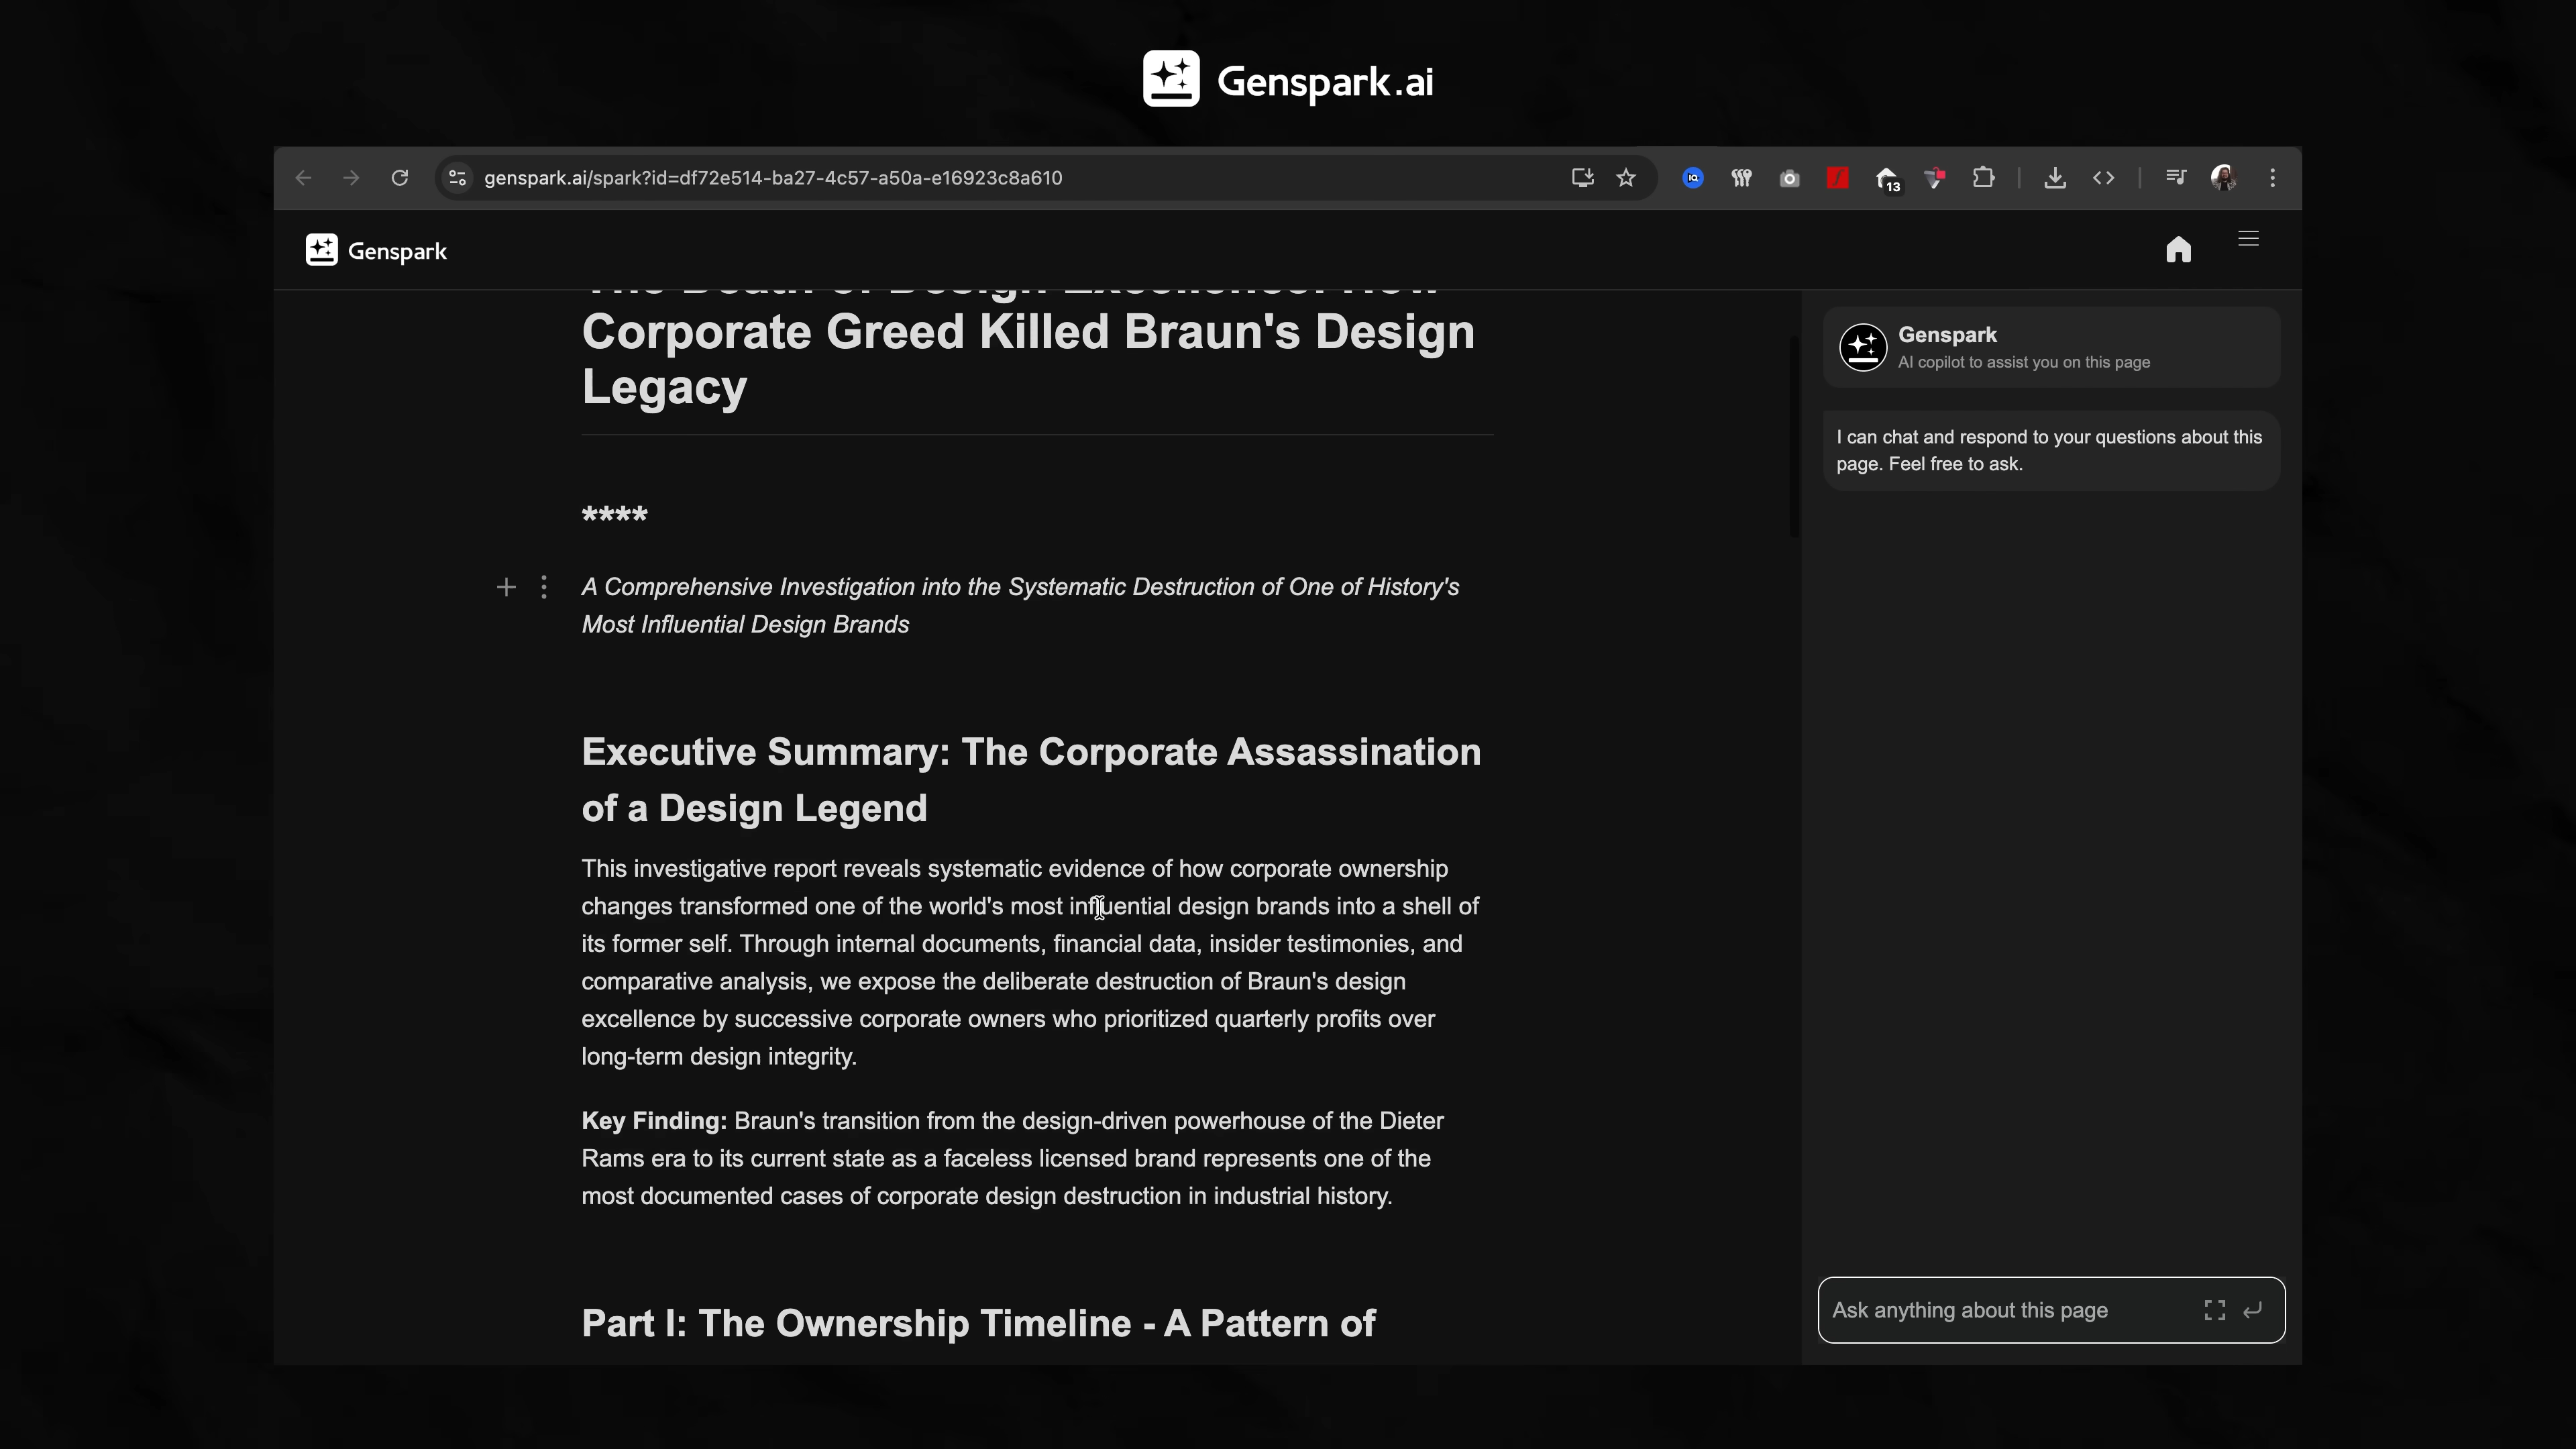 Genspark.ai
genspark.ai/spark?id=df72e514-ba27-4c57-a50a-e16923c8a610
13
Genspark
The Death of Design Excellence: How
Corporate Greed Killed Braun's Design
Legacy
****
A Comprehensive Investigation into the Systematic Destruction of One of History's
Most Influential Design Brands
Executive Summary: The Corporate Assassination
of a Design Legend
This investigative report reveals systematic evidence of how corporate ownership
changes transformed one of the world's most influential design brands into a shell of
its former self. Through internal documents, financial data, insider testimonies, and
comparative analysis, we expose the deliberate destruction of Braun's design
excellence by successive corporate owners who prioritized quarterly profits over
long-term design integrity.
Key Finding: Braun's transition from the design-driven powerhouse of the Dieter
Rams era to its current state as a faceless licensed brand represents one of the
most documented cases of corporate design destruction in industrial history.
Part I: The Ownership Timeline - A Pattern of
Genspark
AI copilot to assist you on this page
I can chat and respond to your questions about this
page. Feel free to ask.
Ask anything about this page